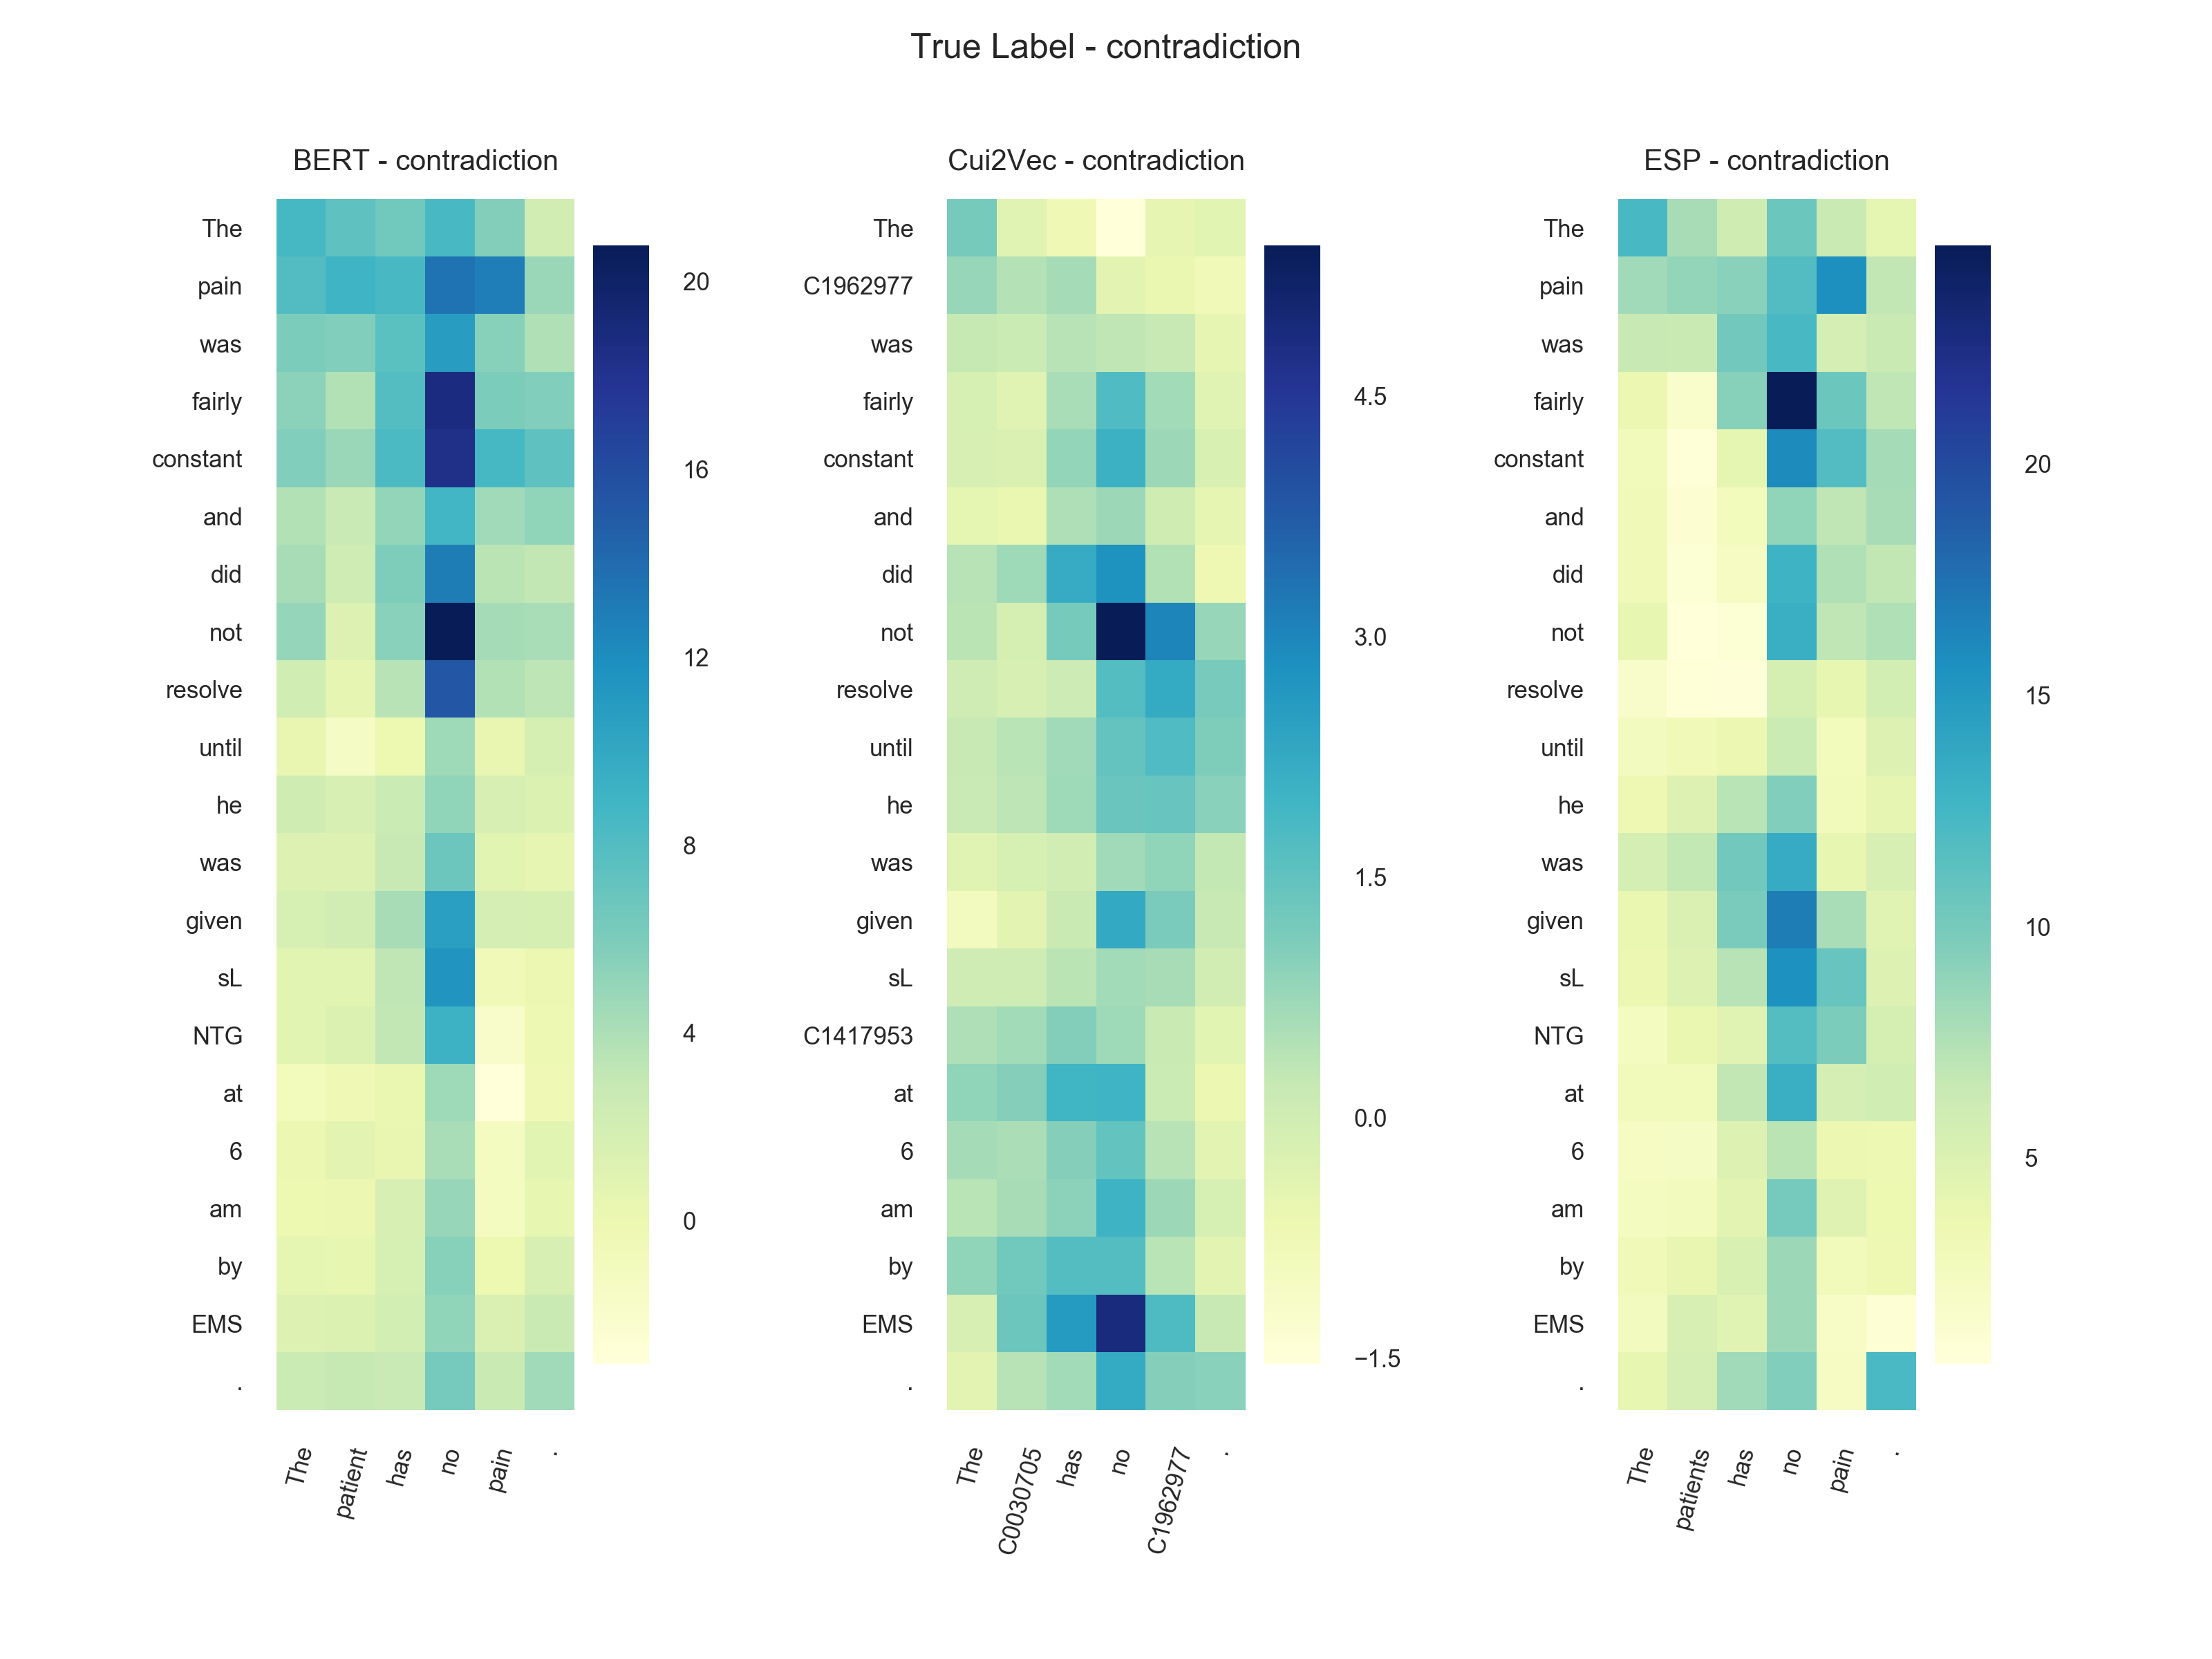 True Label - contradiction
BERT - contradiction
The
pain
was
fairly
constant
and
did
not
resolve
until
he
was
given
sL
NTG
at
6
am
by
EMS
.
The
patient
has
no
pain
.
20
16
12
8
4
0
Cui2Vec - contradiction
The
C1962977
was
fairly
constant
and
did
not
resolve
until
he
was
given
sL
C1417953
at
6
am
by
EMS
.
The
C0030705
has
no
C1962977
.
4.5
3.0
1.5
0.0
−1.5
ESP - contradiction
The
pain
was
fairly
constant
and
did
not
resolve
until
he
was
given
sL
NTG
at
6
am
by
EMS
.
The
patients
has
no
pain
.
20
15
10
5